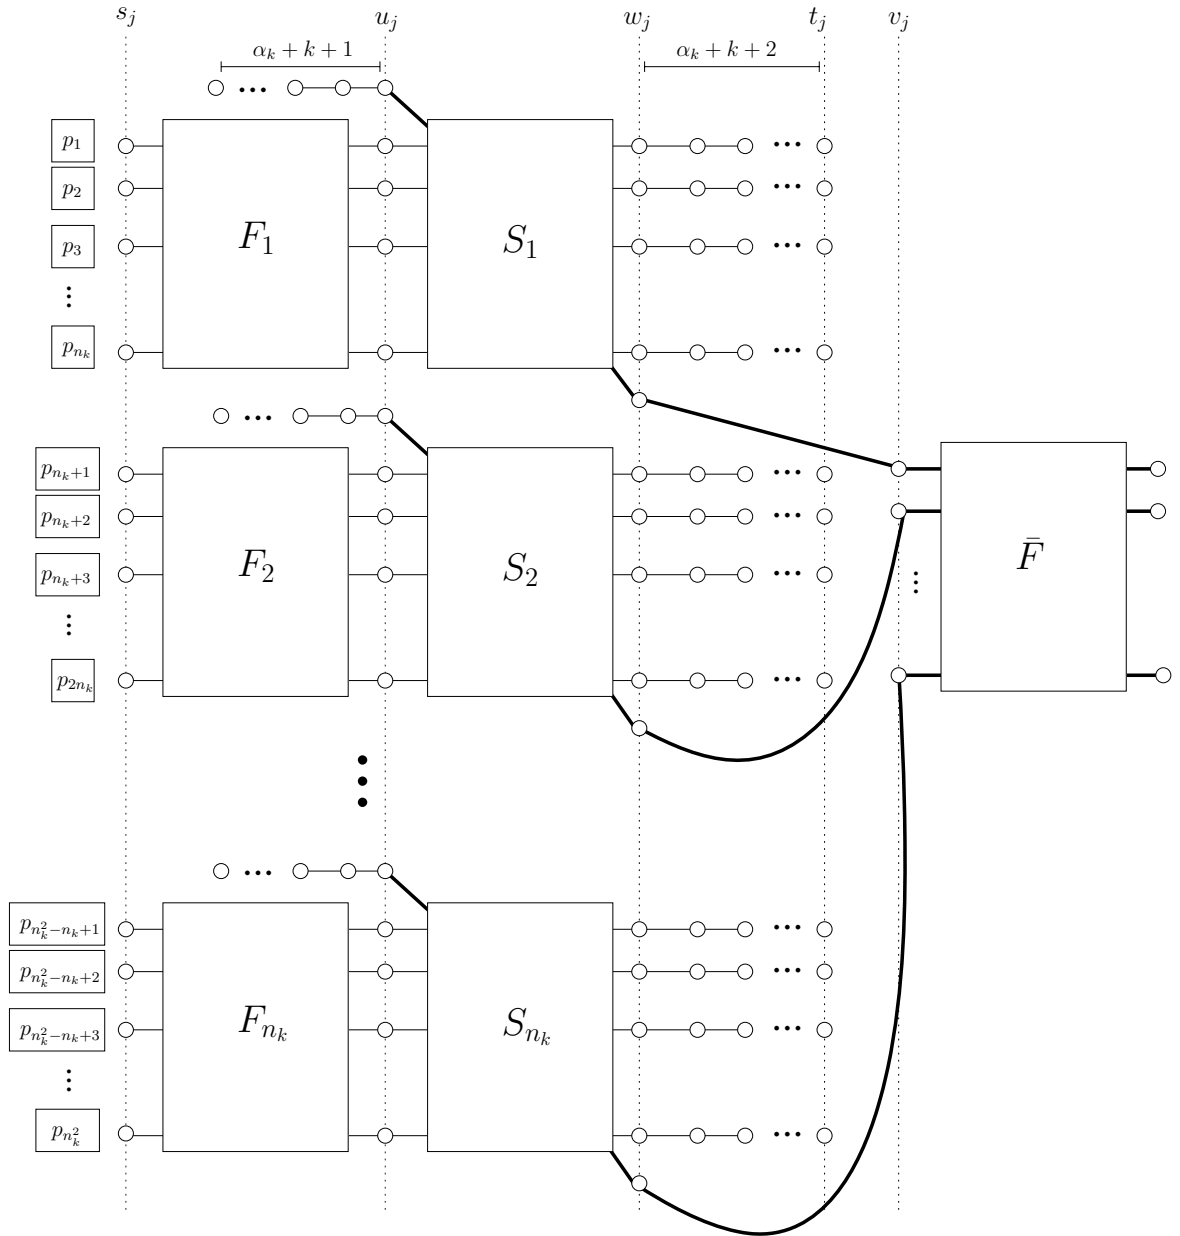 s_j u_j w_j t_j v_j
α_k + k + 1 α_k + k + 2
p_1
p_2
p_3
p_{n_k}
F_1 S_1
p_{n_k+1}
p_{n_k+2}
p_{n_k+3}
p_{2n_k}
F_2 S_2
F̄
p_{n_k^2−n_k+1}
p_{n_k^2−n_k+2}
p_{n_k^2−n_k+3}
p_{n_k^2}
F_{n_k} S_{n_k}